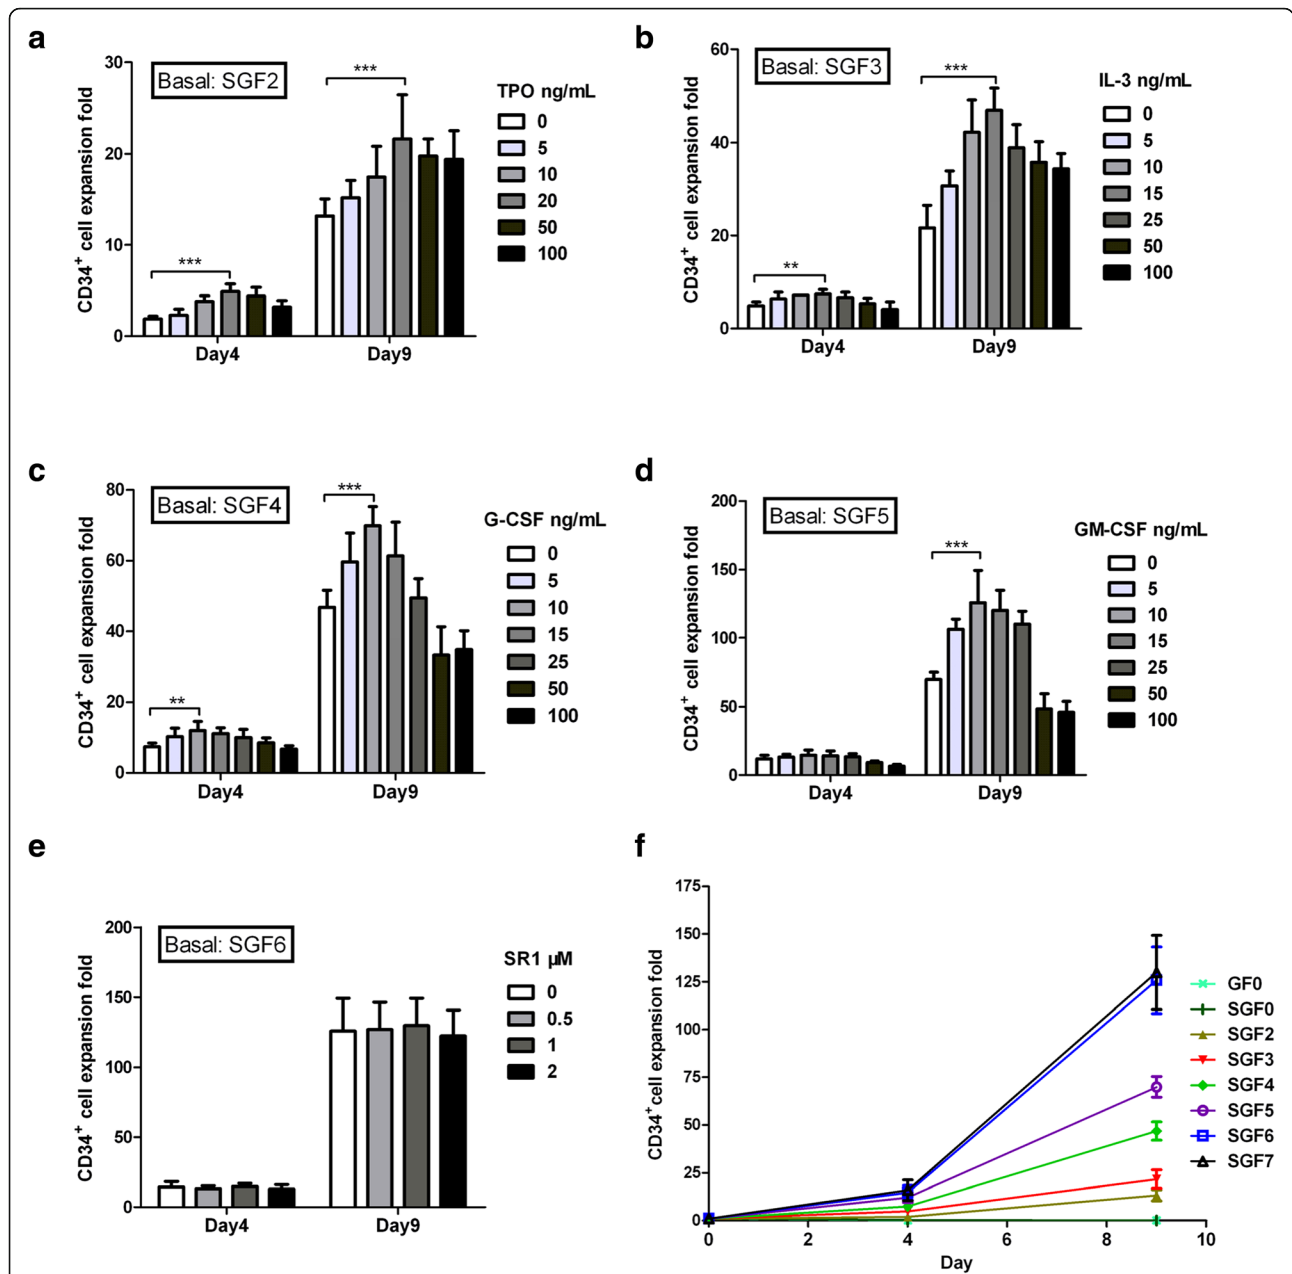 a
Basal: SGF2
CD34+ cell expansion fold
30
20
10
0
***
***
Day4
Day9
TPO ng/mL
0
5
10
20
50
100
b
Basal: SGF3
CD34+ cell expansion fold
60
40
20
0
**
***
Day4
Day9
IL-3 ng/mL
0
5
10
15
25
50
100
c
Basal: SGF4
CD34+ cell expansion fold
80
60
40
20
0
**
***
Day4
Day9
G-CSF ng/mL
0
5
10
15
25
50
100
d
Basal: SGF5
CD34+ cell expansion fold
200
150
100
50
0
***
Day4
Day9
GM-CSF ng/mL
0
5
10
15
25
50
100
e
Basal: SGF6
CD34+ cell expansion fold
200
150
100
50
0
Day4
Day9
SR1 µM
0
0.5
1
2
f
CD34+cell expansion fold
175
150
125
100
75
50
25
0
0
2
4
6
8
10
Day
GF0
SGF0
SGF2
SGF3
SGF4
SGF5
SGF6
SGF7